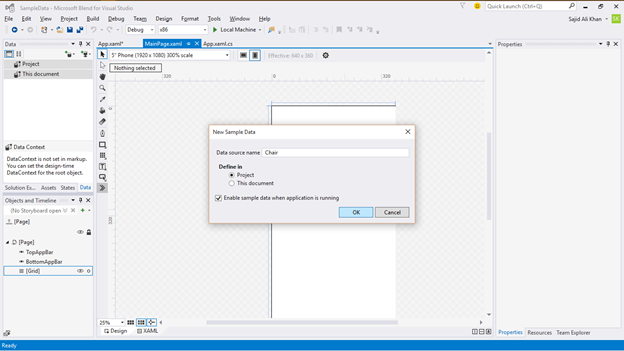 SampleData - Microsoft Blend for Visual Studio
Quick Launch (Ctrl+Q)
File Edit View Project Build Debug Team Design Format Tools Window Help
Sajid Ali Khan
Debug x86 Local Machine
Data
App.xaml* MainPage.xaml App.xaml.cs
Properties
5" Phone (1920 x 1080) 300% scale
Effective: 640 x 360
Project
This document
Nothing selected
320 0 320
New Sample Data
Data source name Chair
Define in
Project
This document
Enable sample data when application is running
OK Cancel
Data Context
DataContext is not set in markup.
You can set the design-time
DataContext for the root object.
Solution Ex... Assets States Data
Objects and Timeline
(No Storyboard open)
[Page]
[Page]
TopAppBar
BottomAppBar
[Grid]
0
320
25%
Design XAML
Properties Resources Team Explorer
Ready